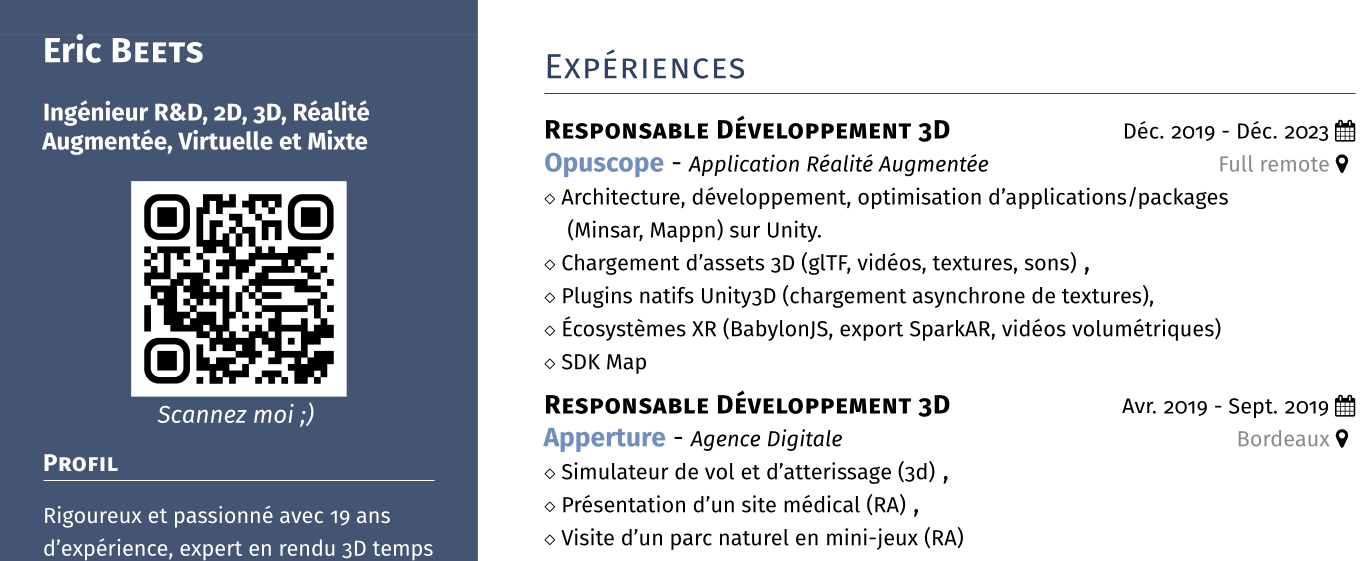 Eric BEETS
Ingénieur R&D, 2D, 3D, Réalité
Augmentée, Virtuelle et Mixte
Scannez moi ;)
PROFIL
Rigoureux et passionné avec 19 ans
d'expérience, expert en rendu 3D temps
EXPÉRIENCES
RESPONSABLE DÉVELOPPEMENT 3D Déc. 2019 - Déc. 2023
Opuscope - Application Réalité Augmentée Full remote
◇ Architecture, développement, optimisation d'applications/packages
(Minsar, Mappn) sur Unity.
◇ Chargement d'assets 3D (glTF, vidéos, textures, sons) ,
◇ Plugins natifs Unity3D (chargement asynchrone de textures),
◇ Écosystèmes XR (BabylonJS, export SparkAR, vidéos volumétriques)
◇ SDK Map
RESPONSABLE DÉVELOPPEMENT 3D Avr. 2019 - Sept. 2019
Apperture - Agence Digitale Bordeaux
◇ Simulateur de vol et d'atterissage (3d) ,
◇ Présentation d'un site médical (RA) ,
◇ Visite d'un parc naturel en mini-jeux (RA)